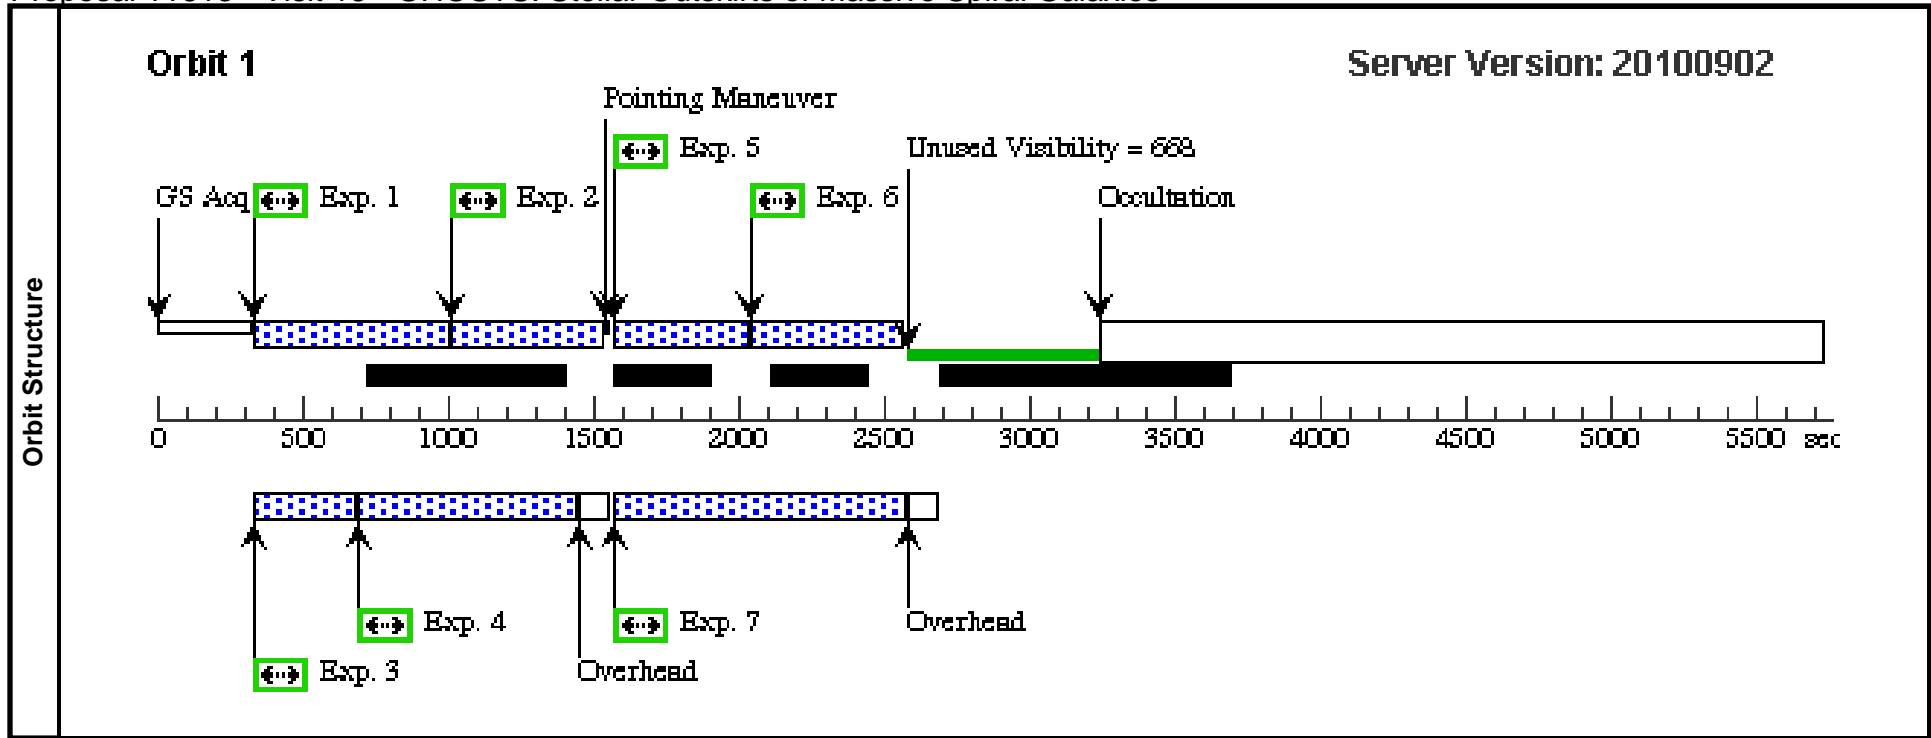 Orbit 1
Server Version: 20100902
Pointing Maneuver
Exp. 5
Unused Visibility = 668
GS Acq
Exp. 1
Exp. 2
Exp. 6
Occultation
Orbit Structure
0 500 1000 1500 2000 2500 3000 3500 4000 4500 5000 5500 sec
Exp. 4
Exp. 7
Overhead
Exp. 3
Overhead